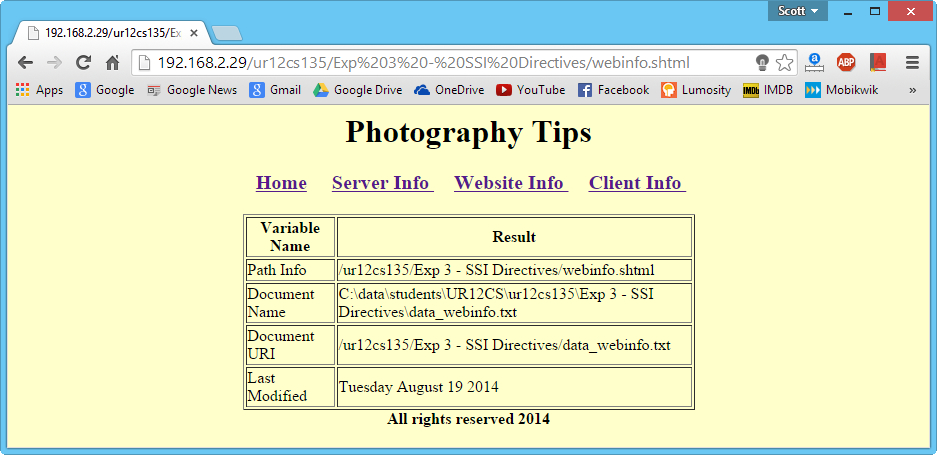 Scott
192.168.2.29/ur12cs135/Ex
192.168.2.29/ur12cs135/Exp%203%20-%20SSI%20Directives/webinfo.shtml
Apps Google Google News Gmail Google Drive OneDrive YouTube Facebook Lumosity IMDB Mobikwik »
Photography Tips
Home Server Info Website Info Client Info
Variable
Name
Result
Path Info /ur12cs135/Exp 3 - SSI Directives/webinfo.shtml
Document
Name
C:\data\students\UR12CS\ur12cs135\Exp 3 - SSI
Directives\data_webinfo.txt
Document
URI
/ur12cs135/Exp 3 - SSI Directives/data_webinfo.txt
Last
Modified
Tuesday August 19 2014
All rights reserved 2014